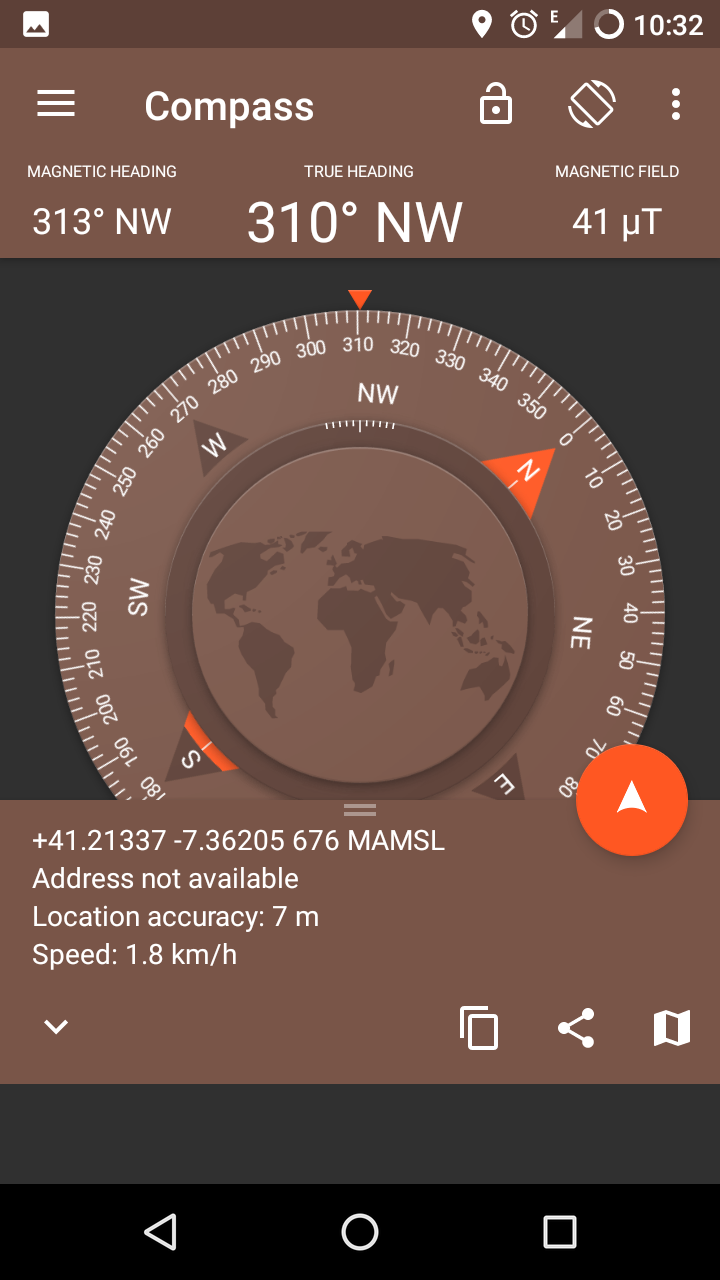 E 10:32
Compass
MAGNETIC HEADING TRUE HEADING MAGNETIC FIELD
313° NW 310° NW 41 µT
270 280 290 300 310 320 330 340 350 0
NW
W N
260 10
250 20
240 30
230 SW NE 40
220 50
210 60
200 70
190 S E 80
180
+41.21337 -7.36205 676 MAMSL
Address not available
Location accuracy: 7 m
Speed: 1.8 km/h